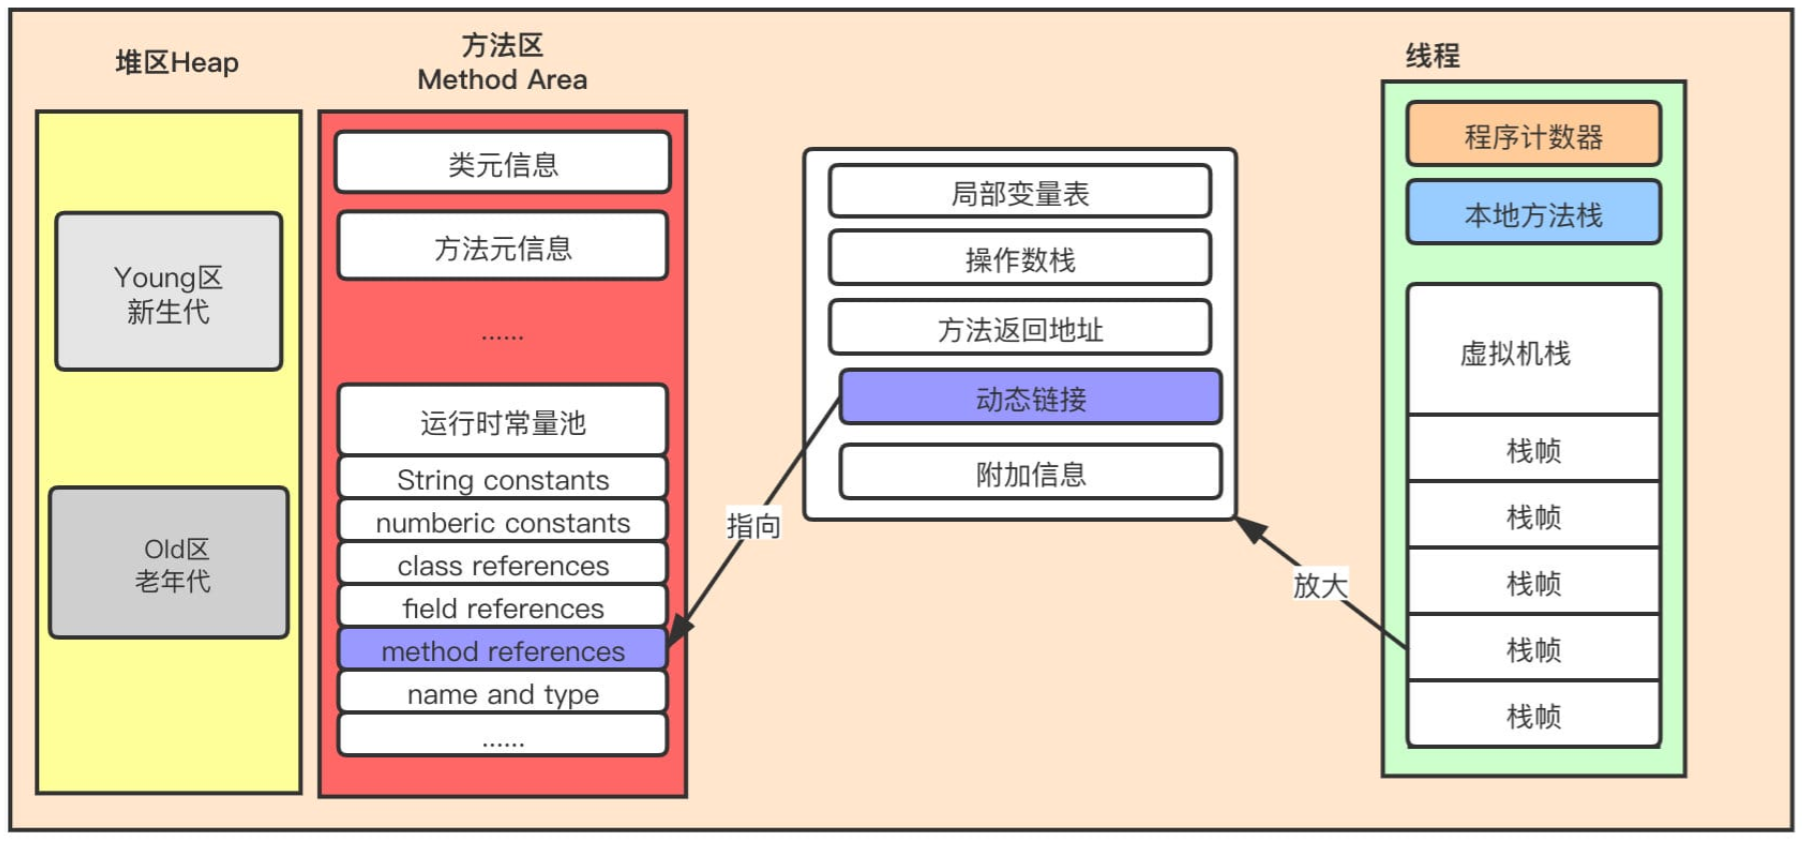 堆区Heap
Young区
新生代
Old区
老年代
方法区
Method Area
类元信息
方法元信息
......
运行时常量池
String constants
numberic constants
class references
field references
method references
name and type
......
指向
局部变量表
操作数栈
方法返回地址
动态链接
附加信息
放大
线程
程序计数器
本地方法栈
虚拟机栈
栈帧
栈帧
栈帧
栈帧
栈帧